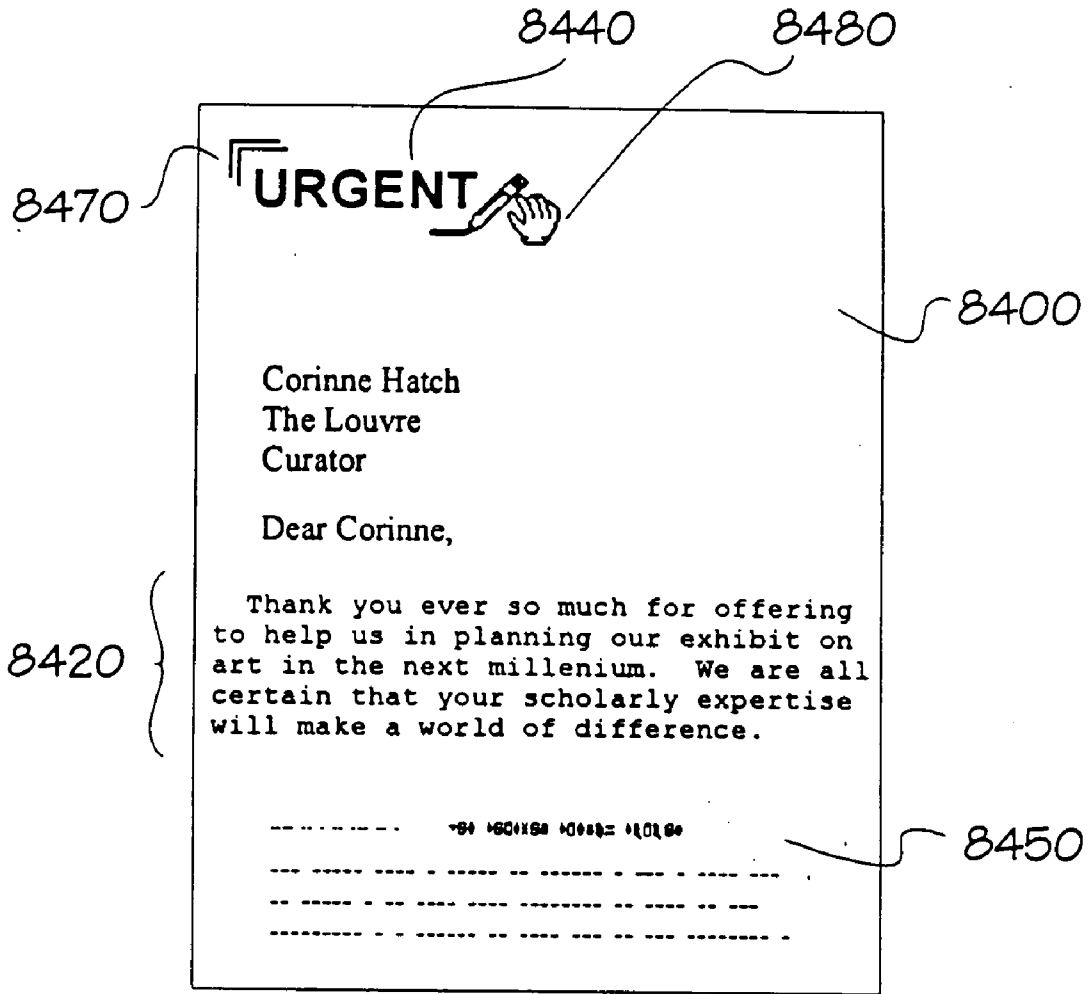 8440 8480
8470
URGENT
8400
Corinne Hatch
The Louvre
Curator
Dear Corinne,
8420
Thank you ever so much for offering
to help us in planning our exhibit on
art in the next millenium. We are all
certain that your scholarly expertise
will make a world of difference.
8450